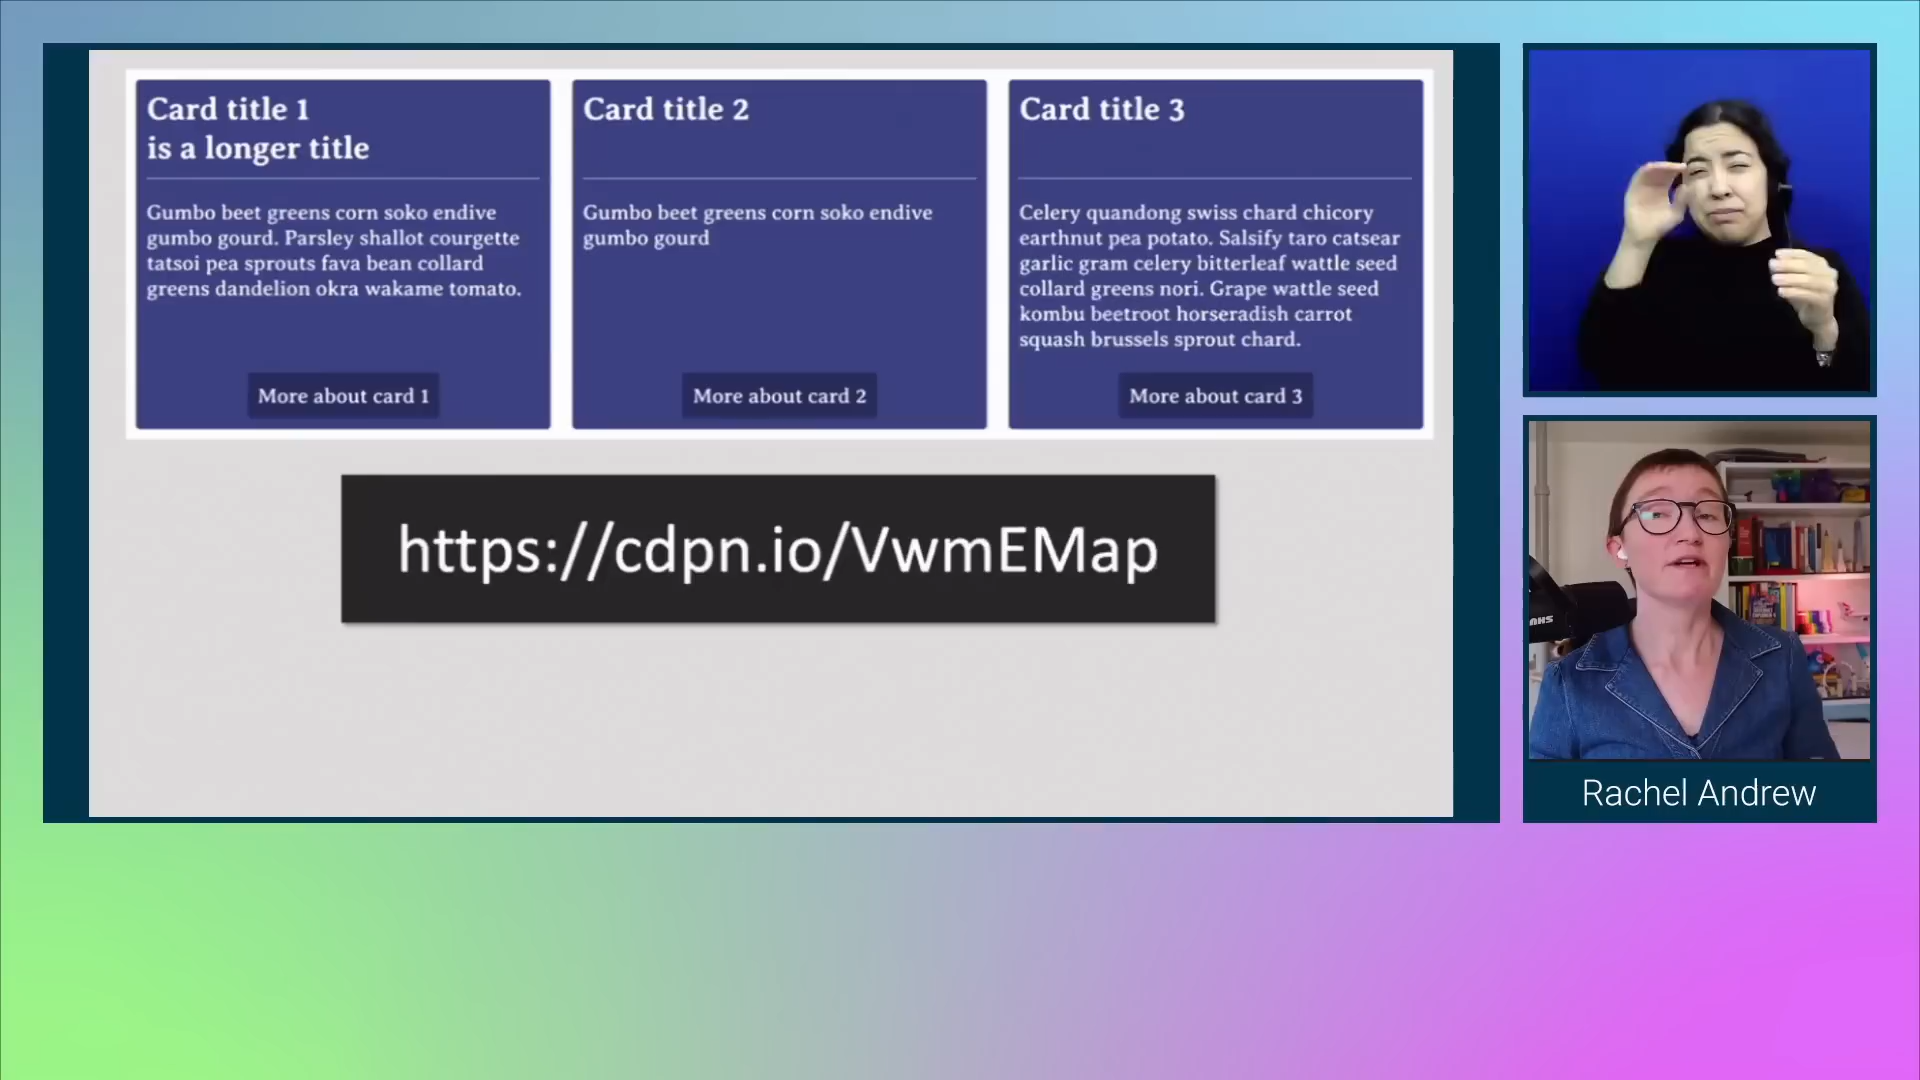 Card title 1
is a longer title
Gumbo beet greens corn soko endive
gumbo gourd. Parsley shallot courgette
tatsoi pea sprouts fava bean collard
greens dandelion okra wakame tomato.
More about card 1
Card title 2
Gumbo beet greens corn soko endive
gumbo gourd
More about card 2
Card title 3
Celery quandong swiss chard chicory
earthnut pea potato. Salsify taro catsear
garlic gram celery bitterleaf wattle seed
collard greens nori. Grape wattle seed
kombu beetroot horseradish carrot
squash brussels sprout chard.
More about card 3
https://cdpn.io/VwmEMap
Rachel Andrew